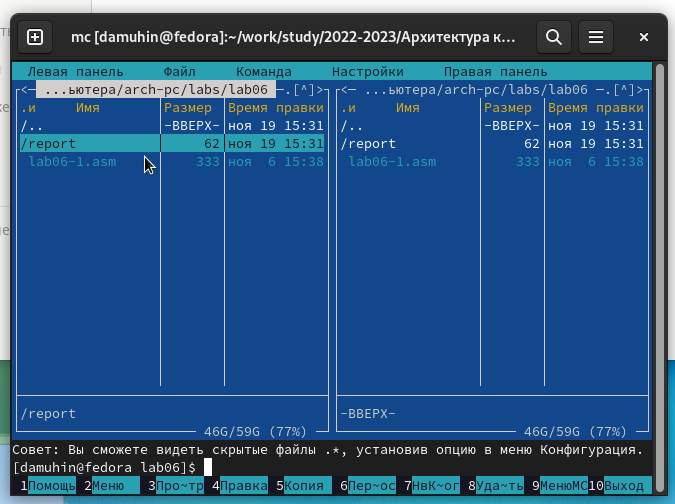 mc [damuhin@fedora]:~/work/study/2022-2023/Архитектура к...
Левая панель Файл Команда Настройки Правая панель
<— ...ьютера/arch-pc/labs/lab06 —.[^]>
.и Имя Размер Время правки
/.. -ВВЕРХ- ноя 19 15:31
/report 62 ноя 19 15:31
lab06-1.asm 333 ноя 6 15:38
/report
46G/59G (77%)
<— ...ьютера/arch-pc/labs/lab06 —.[^]>
.и Имя Размер Время правки
/.. -ВВЕРХ- ноя 19 15:31
/report 62 ноя 19 15:31
lab06-1.asm 333 ноя 6 15:38
-ВВЕРХ-
46G/59G (77%)
Совет: Вы сможете видеть скрытые файлы .*, установив опцию в меню Конфигурация.
[damuhin@fedora lab06]$
1Помощь 2Меню 3Про~тр 4Правка 5Копия 6Пер~ос 7НвК~ог 8Уда~ть 9МенюMC 10Выход